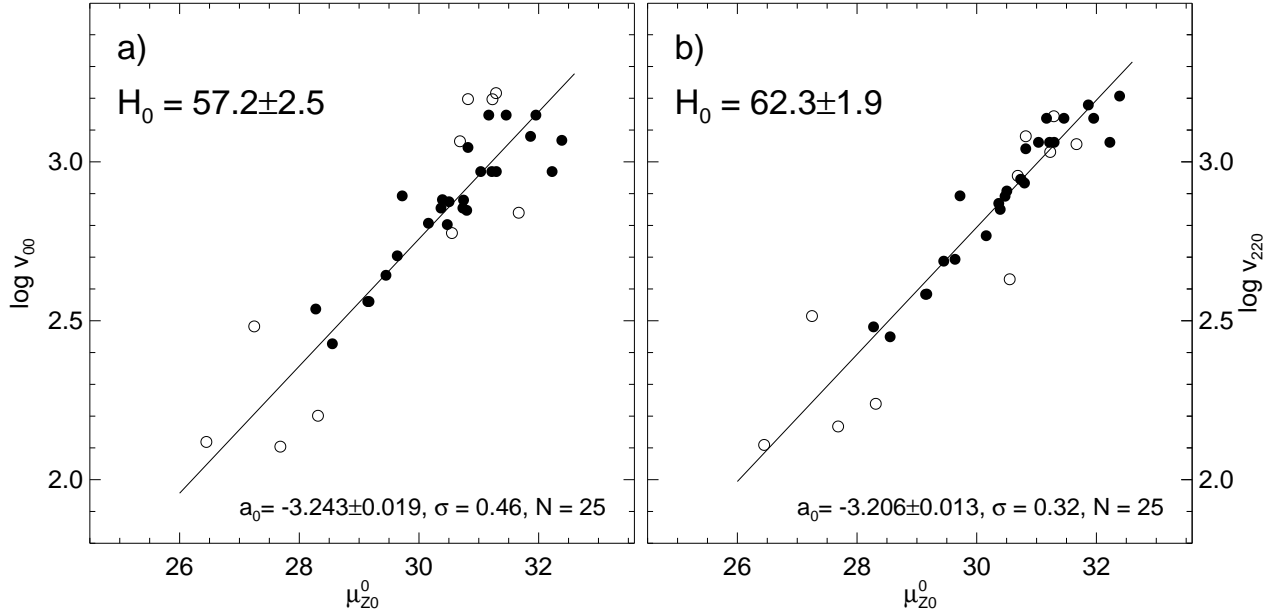 a)
H₀ = 57.2±2.5
log v₀₀
3.0
2.5
2.0
a₀= -3.243±0.019, σ = 0.46, N = 25
26 28 30 32
μ⁰_Z0
b)
H₀ = 62.3±1.9
log v₂₂₀
3.0
2.5
2.0
a₀= -3.206±0.013, σ = 0.32, N = 25
26 28 30 32
μ⁰_Z0